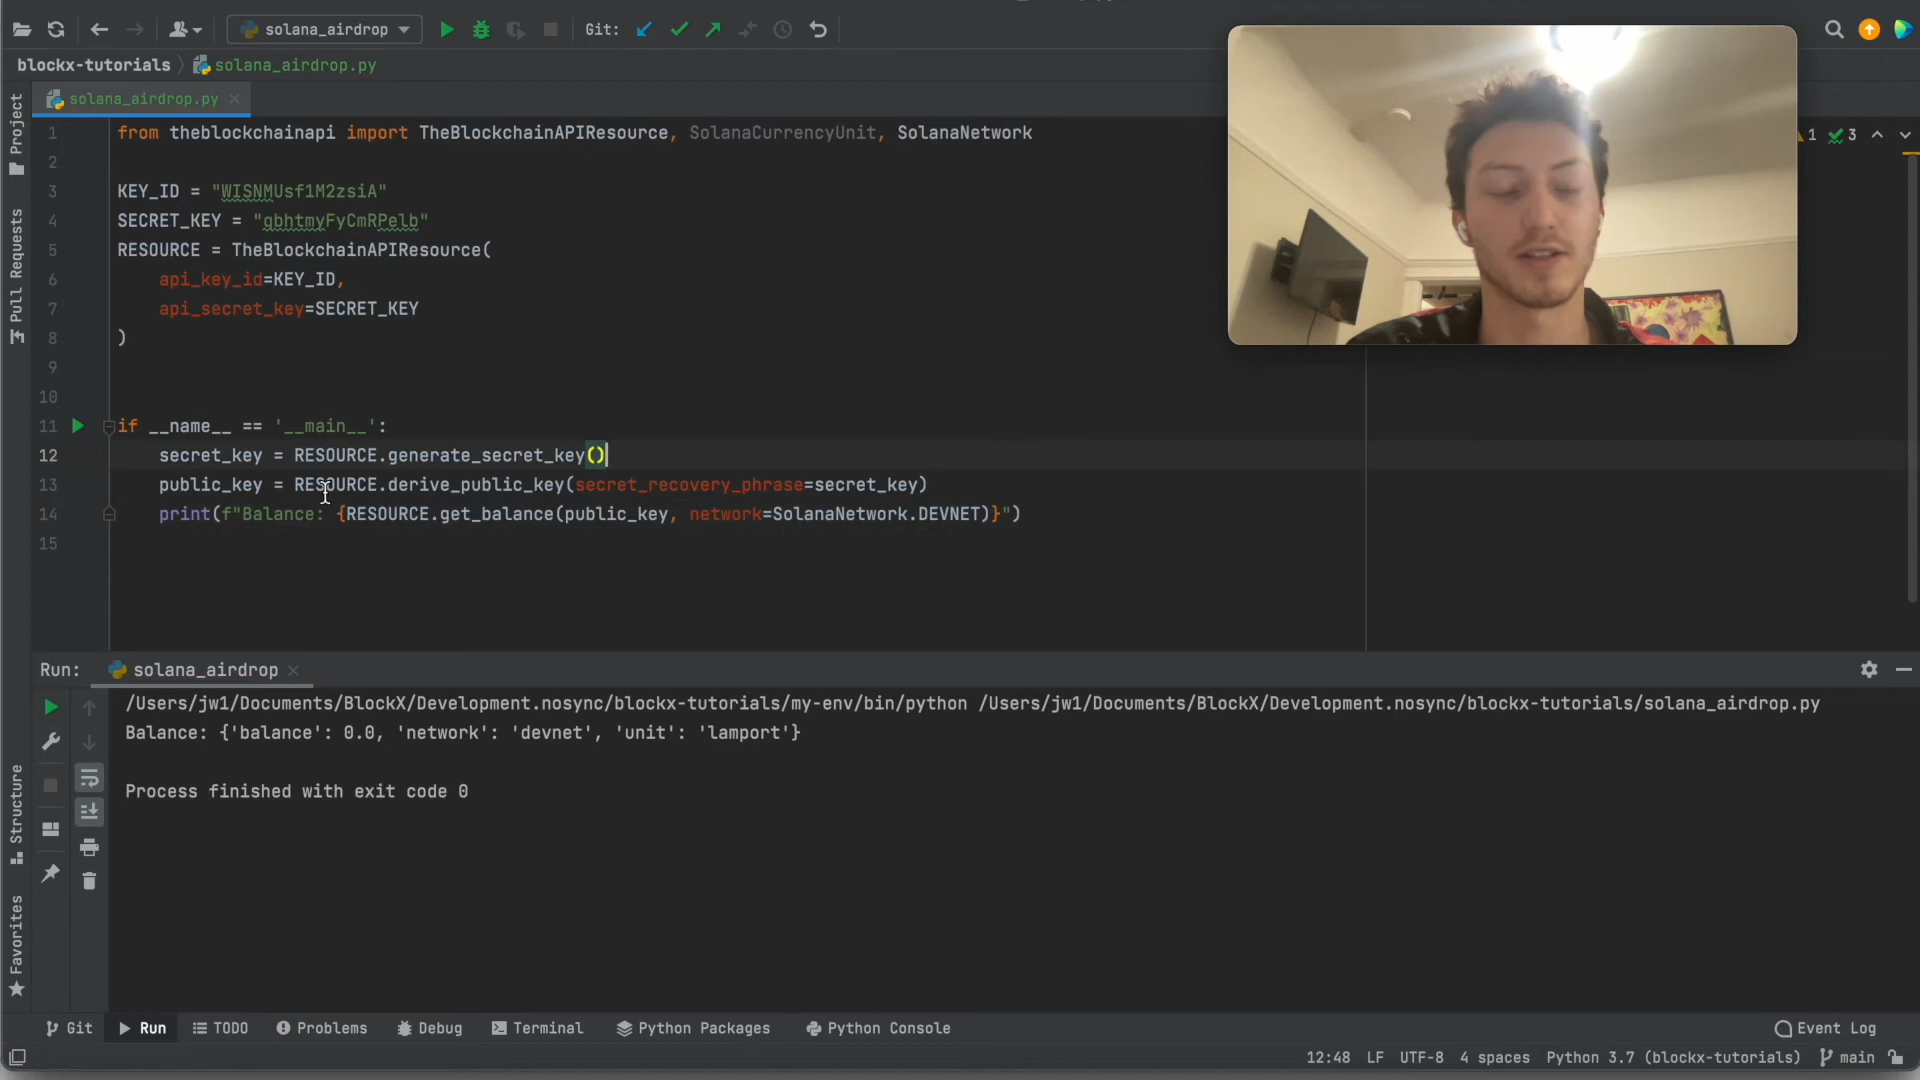 solana_airdrop
Git:
blockx-tutorials
solana_airdrop.py
solana_airdrop.py
Project
Pull Requests
Structure
Favorites
1 3
1 from theblockchainapi import TheBlockchainAPIResource, SolanaCurrencyUnit, SolanaNetwork
2
3 KEY_ID = "WISNMUsf1M2zsiA"
4 SECRET_KEY = "gbhtmyFyCmRPelb"
5 RESOURCE = TheBlockchainAPIResource(
6 api_key_id=KEY_ID,
7 api_secret_key=SECRET_KEY
8 )
9
10
11 if __name__ == '__main__':
12 secret_key = RESOURCE.generate_secret_key()
13 public_key = RESOURCE.derive_public_key(secret_recovery_phrase=secret_key)
14 print(f"Balance: {RESOURCE.get_balance(public_key, network=SolanaNetwork.DEVNET)}")
15
Run: solana_airdrop
/Users/jw1/Documents/BlockX/Development.nosync/blockx-tutorials/my-env/bin/python /Users/jw1/Documents/BlockX/Development.nosync/blockx-tutorials/solana_airdrop.py
Balance: {'balance': 0.0, 'network': 'devnet', 'unit': 'lamport'}
Process finished with exit code 0
Git Run TODO Problems Debug Terminal Python Packages Python Console Event Log
12:48 LF UTF-8 4 spaces Python 3.7 (blockx-tutorials) main